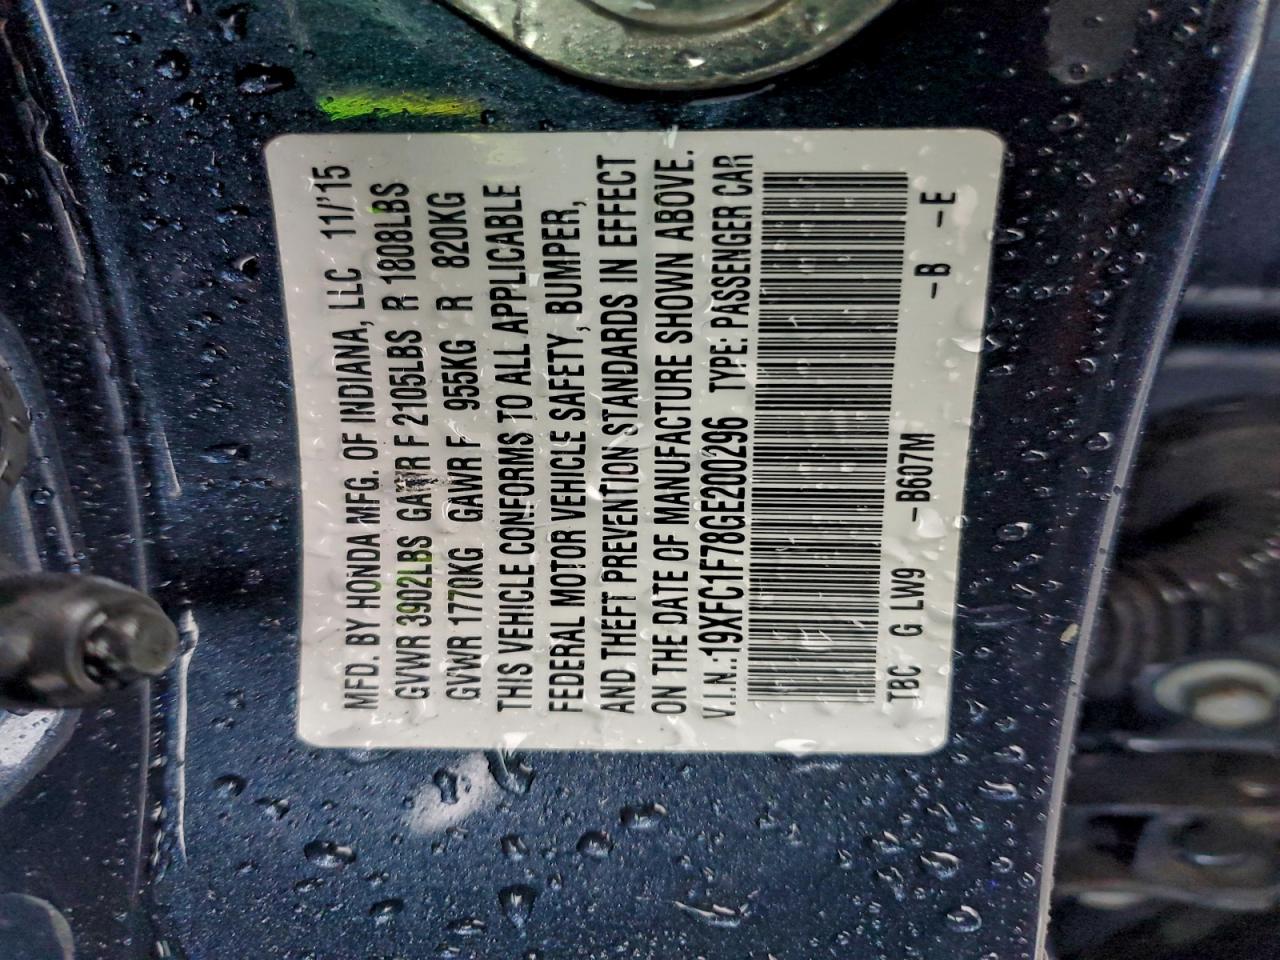 MFD. BY HONDA MFG. OF INDIANA, LLC 11/'15
GVWR 3902LBS GAWR F 2105LBS R 1808LBS
GVWR 1770KG GAWR F 955KG R 820KG
THIS VEHICLE CONFORMS TO ALL APPLICABLE
FEDERAL MOTOR VEHICLE SAFETY, BUMPER,
AND THEFT PREVENTION STANDARDS IN EFFECT
ON THE DATE OF MANUFACTURE SHOWN ABOVE.
V.I.N.:19XFC1F78GE200296 TYPE: PASSENGER CAR
TBC G LW9 -B607M -B -E